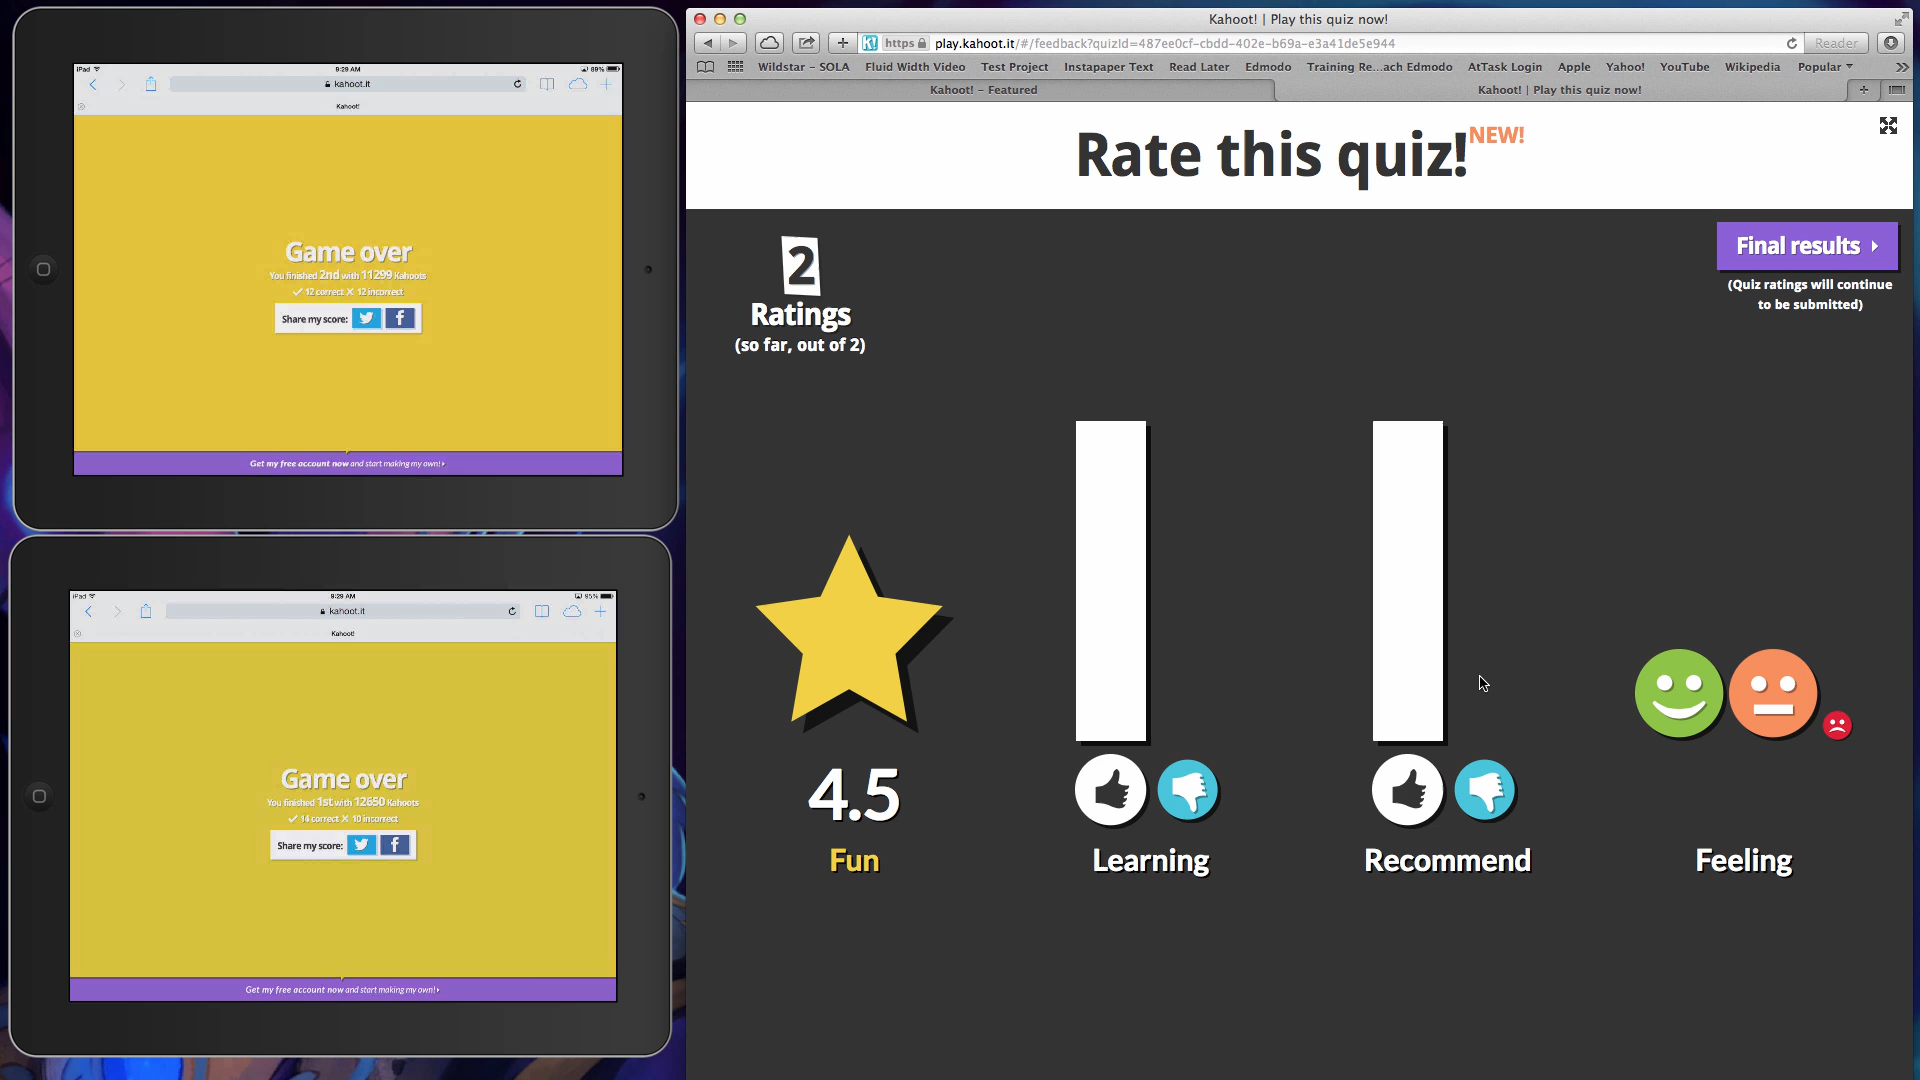 iPad
9:29 AM
89%
kahoot.it
Kahoot!
Game over
You finished 2nd with 11299 Kahoots
12 correct 12 incorrect
Share my score:
Get my free account now and start making my own!
iPad
9:29 AM
95%
kahoot.it
Kahoot!
Game over
You finished 1st with 12650 Kahoots
14 correct 10 incorrect
Share my score:
Get my free account now and start making my own!
Kahoot! | Play this quiz now!
K! https play.kahoot.it/#/feedback?quizId=487ee0cf-cbdd-402e-b69a-e3a41de5e944 Reader
Wildstar - SOLA Fluid Width Video Test Project Instapaper Text Read Later Edmodo Training Re...ach Edmodo AtTask Login Apple Yahoo! YouTube Wikipedia Popular
Kahoot! - Featured Kahoot! | Play this quiz now!
Rate this quiz! NEW!
Final results
(Quiz ratings will continue
to be submitted)
2
Ratings
(so far, out of 2)
4.5
Fun Learning Recommend Feeling